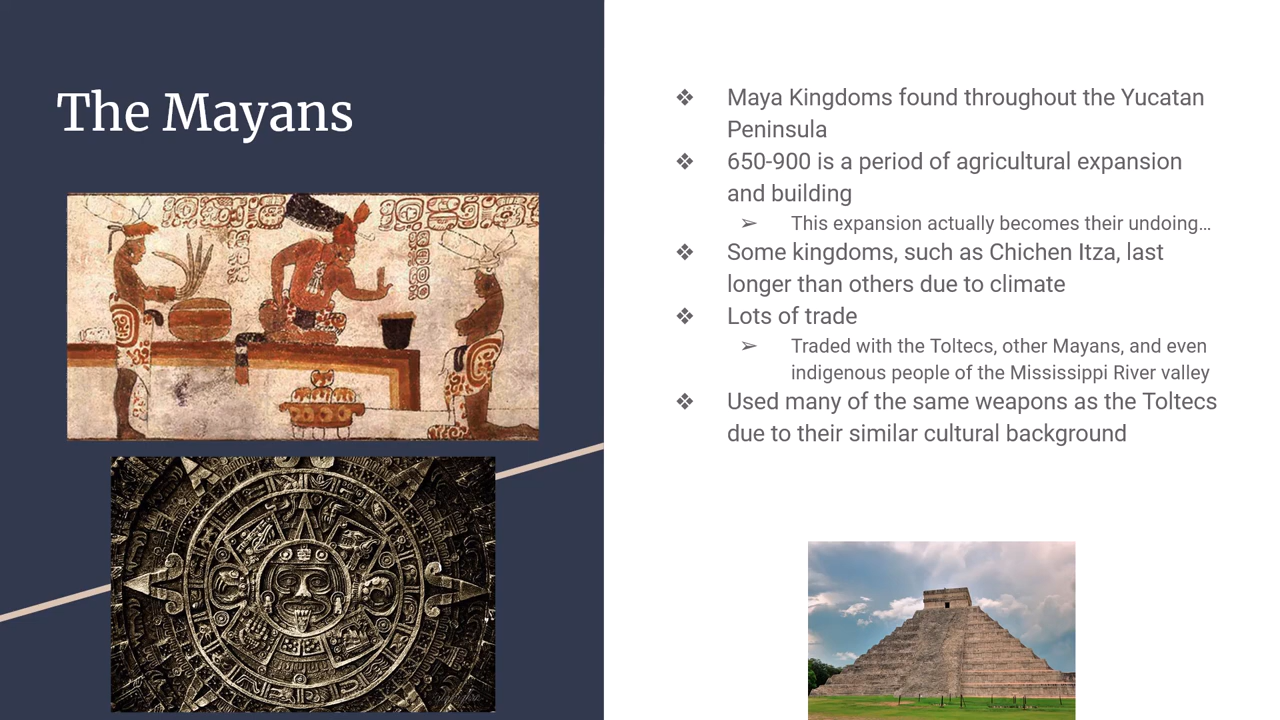 The Mayans
❖ Maya Kingdoms found throughout the Yucatan
Peninsula
❖ 650-900 is a period of agricultural expansion
and building
➢ This expansion actually becomes their undoing…
❖ Some kingdoms, such as Chichen Itza, last
longer than others due to climate
❖ Lots of trade
➢ Traded with the Toltecs, other Mayans, and even
indigenous people of the Mississippi River valley
❖ Used many of the same weapons as the Toltecs
due to their similar cultural background